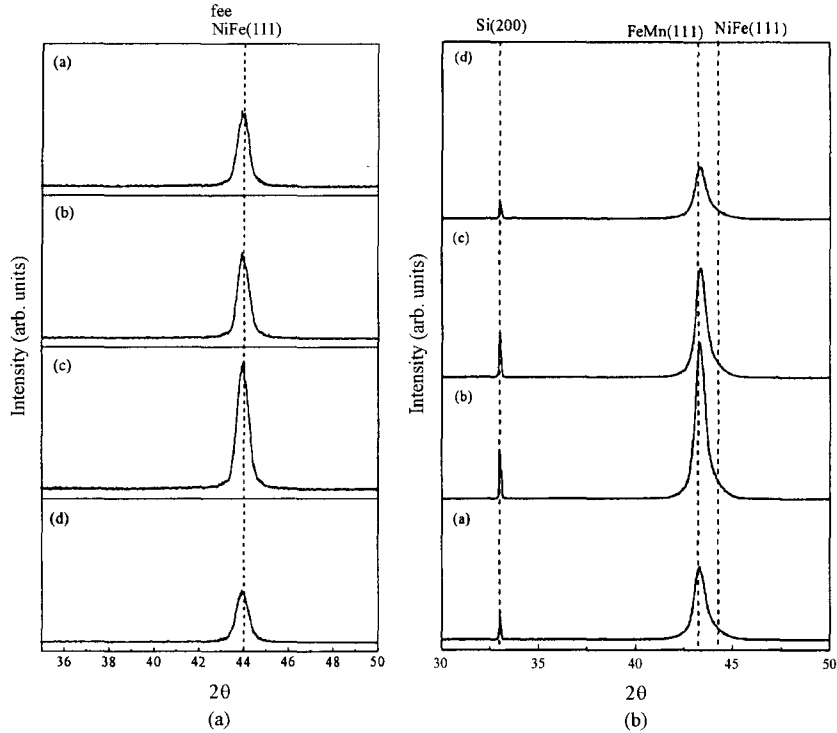 fee
NiFe(111)
(a)
(b)
(c)
(d)
Intensity (arb. units)
36 38 40 42 44 46 48 50
2θ
(a)
Si(200) FeMn(111) NiFe(111)
(d)
(c)
(b)
(a)
Intensity (arb. units)
30 35 40 45 50
2θ
(b)